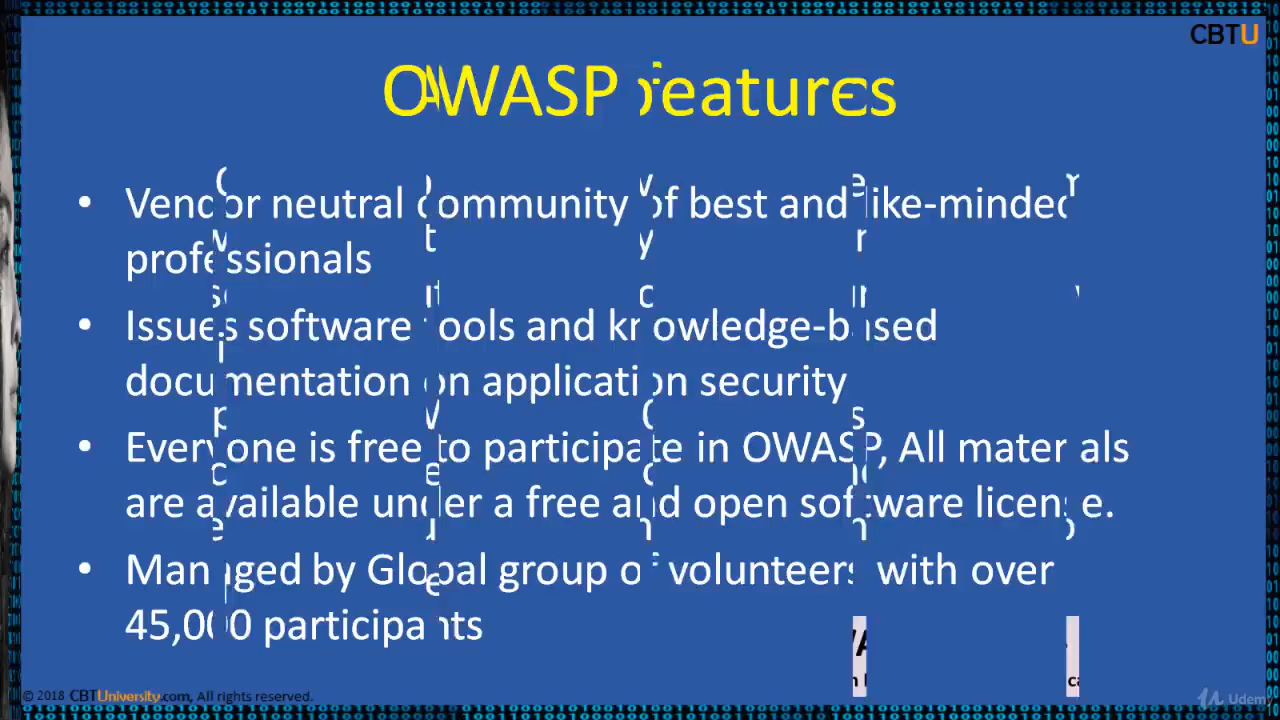 CBTU
OWASP features
• Vendor neutral community of best and like-minded
professionals
• Issues software tools and knowledge-based
documentation on application security
• Everyone is free to participate in OWASP, All materials
are available under a free and open software license.
• Managed by Global group of volunteers with over
45,000 participants
© 2018 CBTUniversity.com, All rights reserved.
Udemy